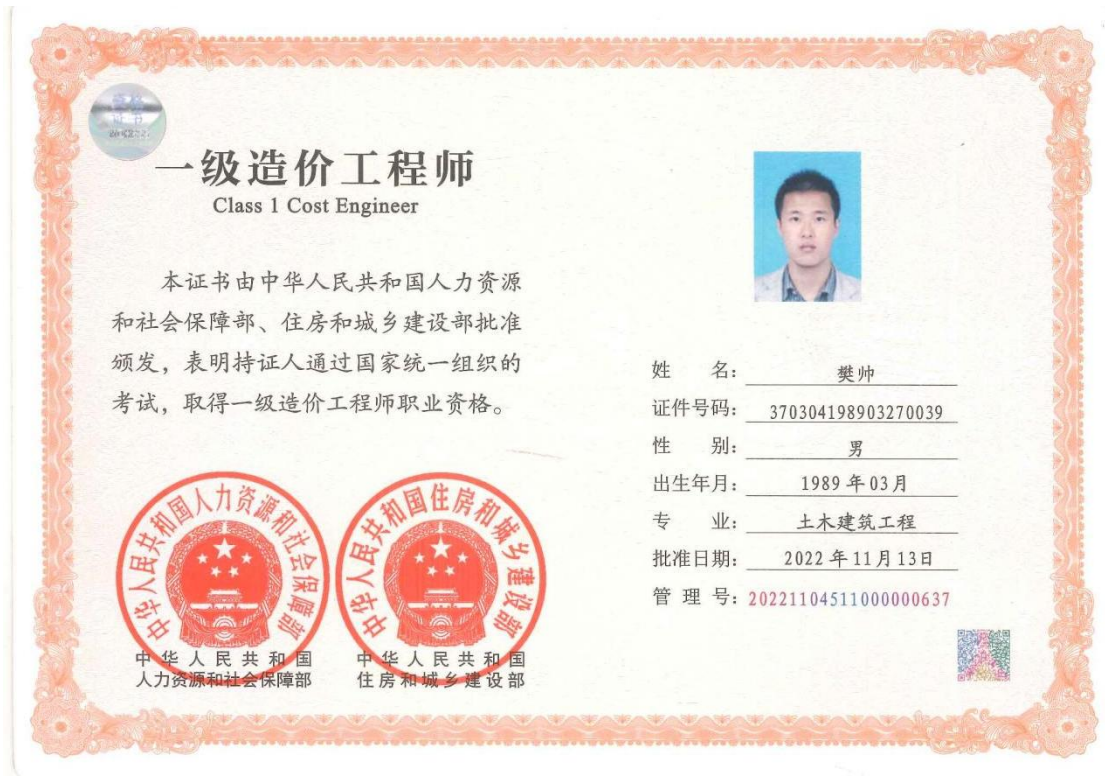 一级造价工程师
Class 1 Cost Engineer
本证书由中华人民共和国人力资源
和社会保障部、住房和城乡建设部批准
颁发，表明持证人通过国家统一组织的
考试，取得一级造价工程师职业资格。
中华人民共和国人力资源和社会保障部
中华人民共和国住房和城乡建设部
中华人民共和国
人力资源和社会保障部
中华人民共和国
住房和城乡建设部
姓 名：樊帅
证件号码：370304198903270039
性 别：男
出生年月：1989年03月
专 业：土木建筑工程
批准日期：2022年11月13日
管 理 号：20221104511000000637